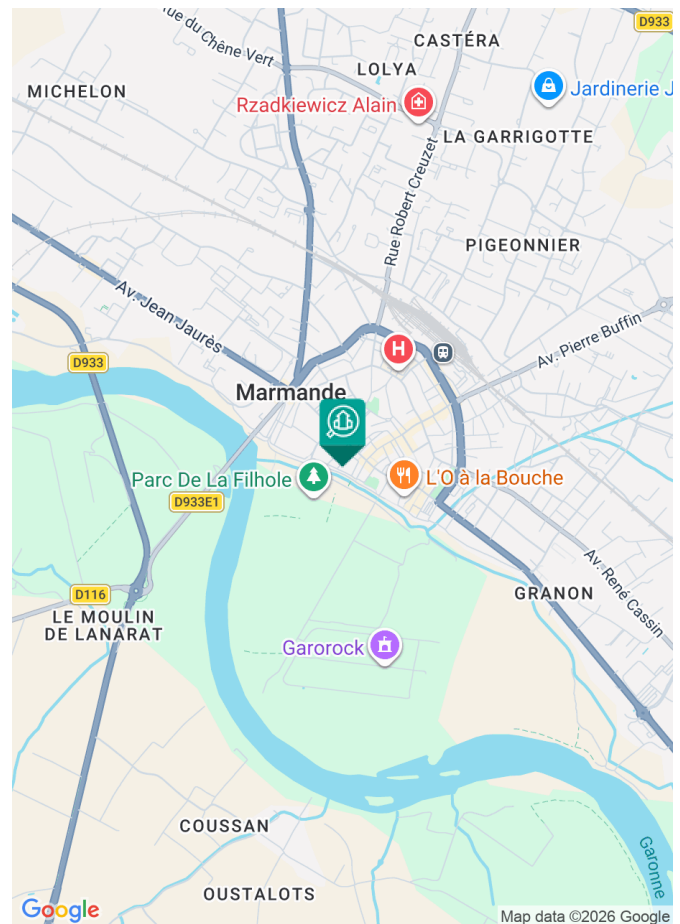 D933
Rue du Chêne Vert
CASTÉRA
LOLYA
MICHELON
Rzadkiewicz Alain
Jardinerie J
LA GARRIGOTTE
Rue Robert Creuzet
PIGEONNIER
Av. Jean Jaurès
Av. Pierre Buffin
D933
H
Marmande
Parc De La Filhole
L'O à la Bouche
D933E1
Av. René Cassin
D116
GRANON
LE MOULIN
DE LANARAT
Garorock
COUSSAN
Garonne
OUSTALOTS
Google
Map data ©2026 Google